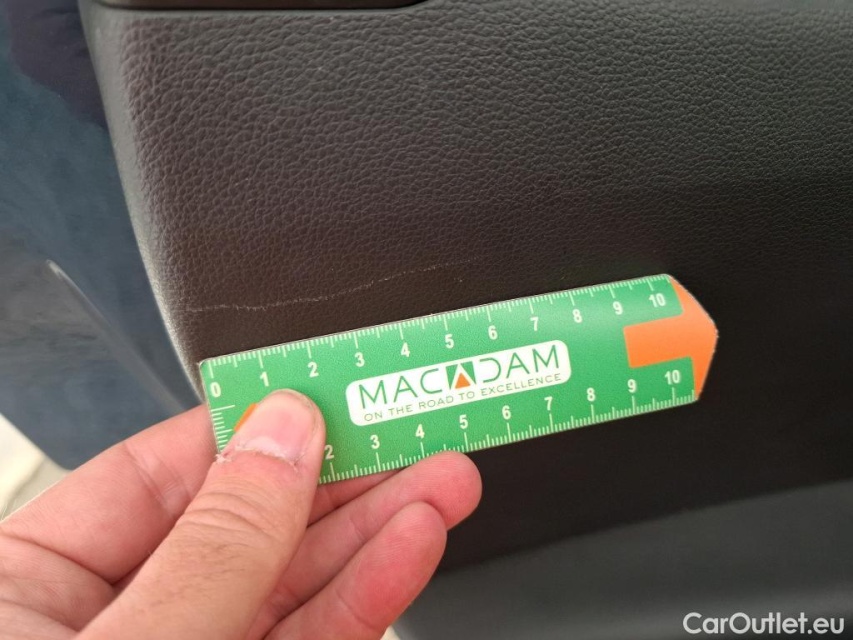 0 1 2 3 4 5 6 7 8 9 10
MACADAM
ON THE ROAD TO EXCELLENCE
2 3 4 5 6 7 8 9 10
CarOutlet.eu